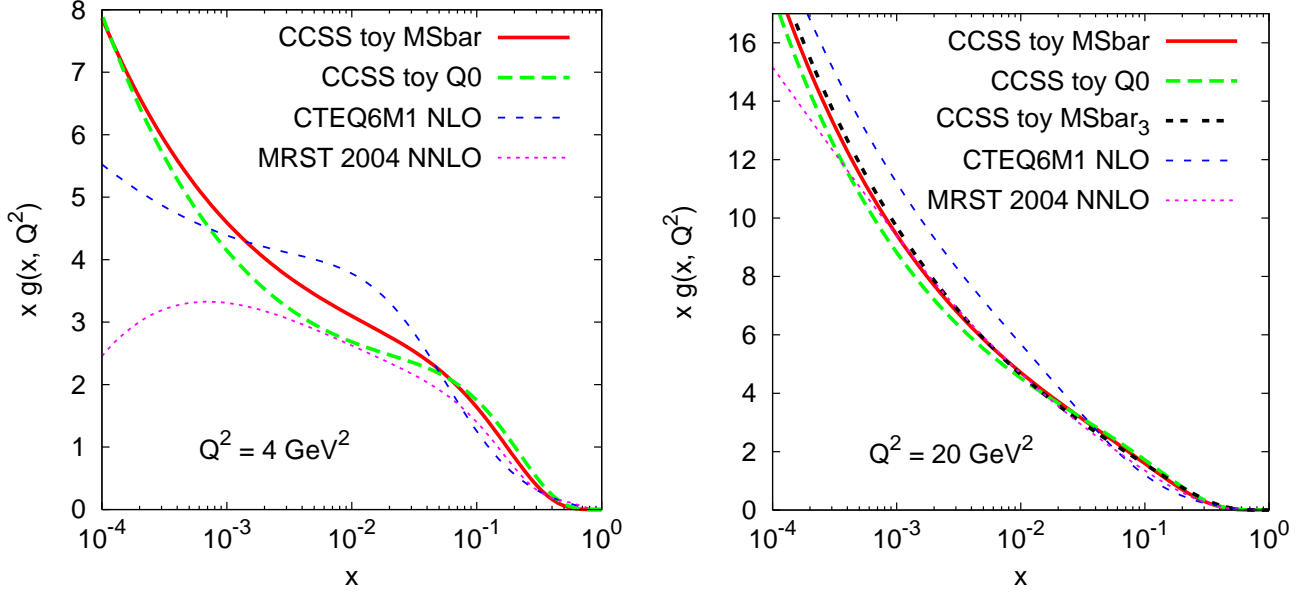 8
7
6
5
4
3
2
1
0
x g(x, Q²)
CCSS toy MSbar
CCSS toy Q0
CTEQ6M1 NLO
MRST 2004 NNLO
Q² = 4 GeV²
10⁻⁴ 10⁻³ 10⁻² 10⁻¹ 10⁰
x
16
14
12
10
8
6
4
2
0
x g(x, Q²)
CCSS toy MSbar
CCSS toy Q0
CCSS toy MSbar₃
CTEQ6M1 NLO
MRST 2004 NNLO
Q² = 20 GeV²
10⁻⁴ 10⁻³ 10⁻² 10⁻¹ 10⁰
x